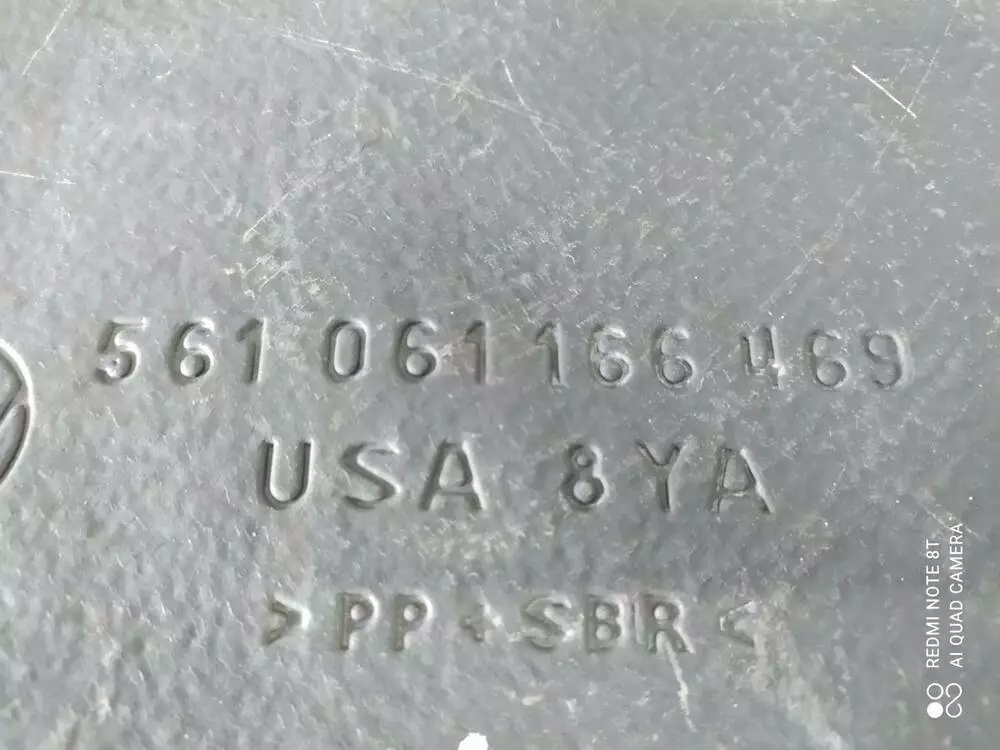 561 061 166 469
USA 8YA
>PP+SBR<
REDMI NOTE 8T
AI QUAD CAMERA